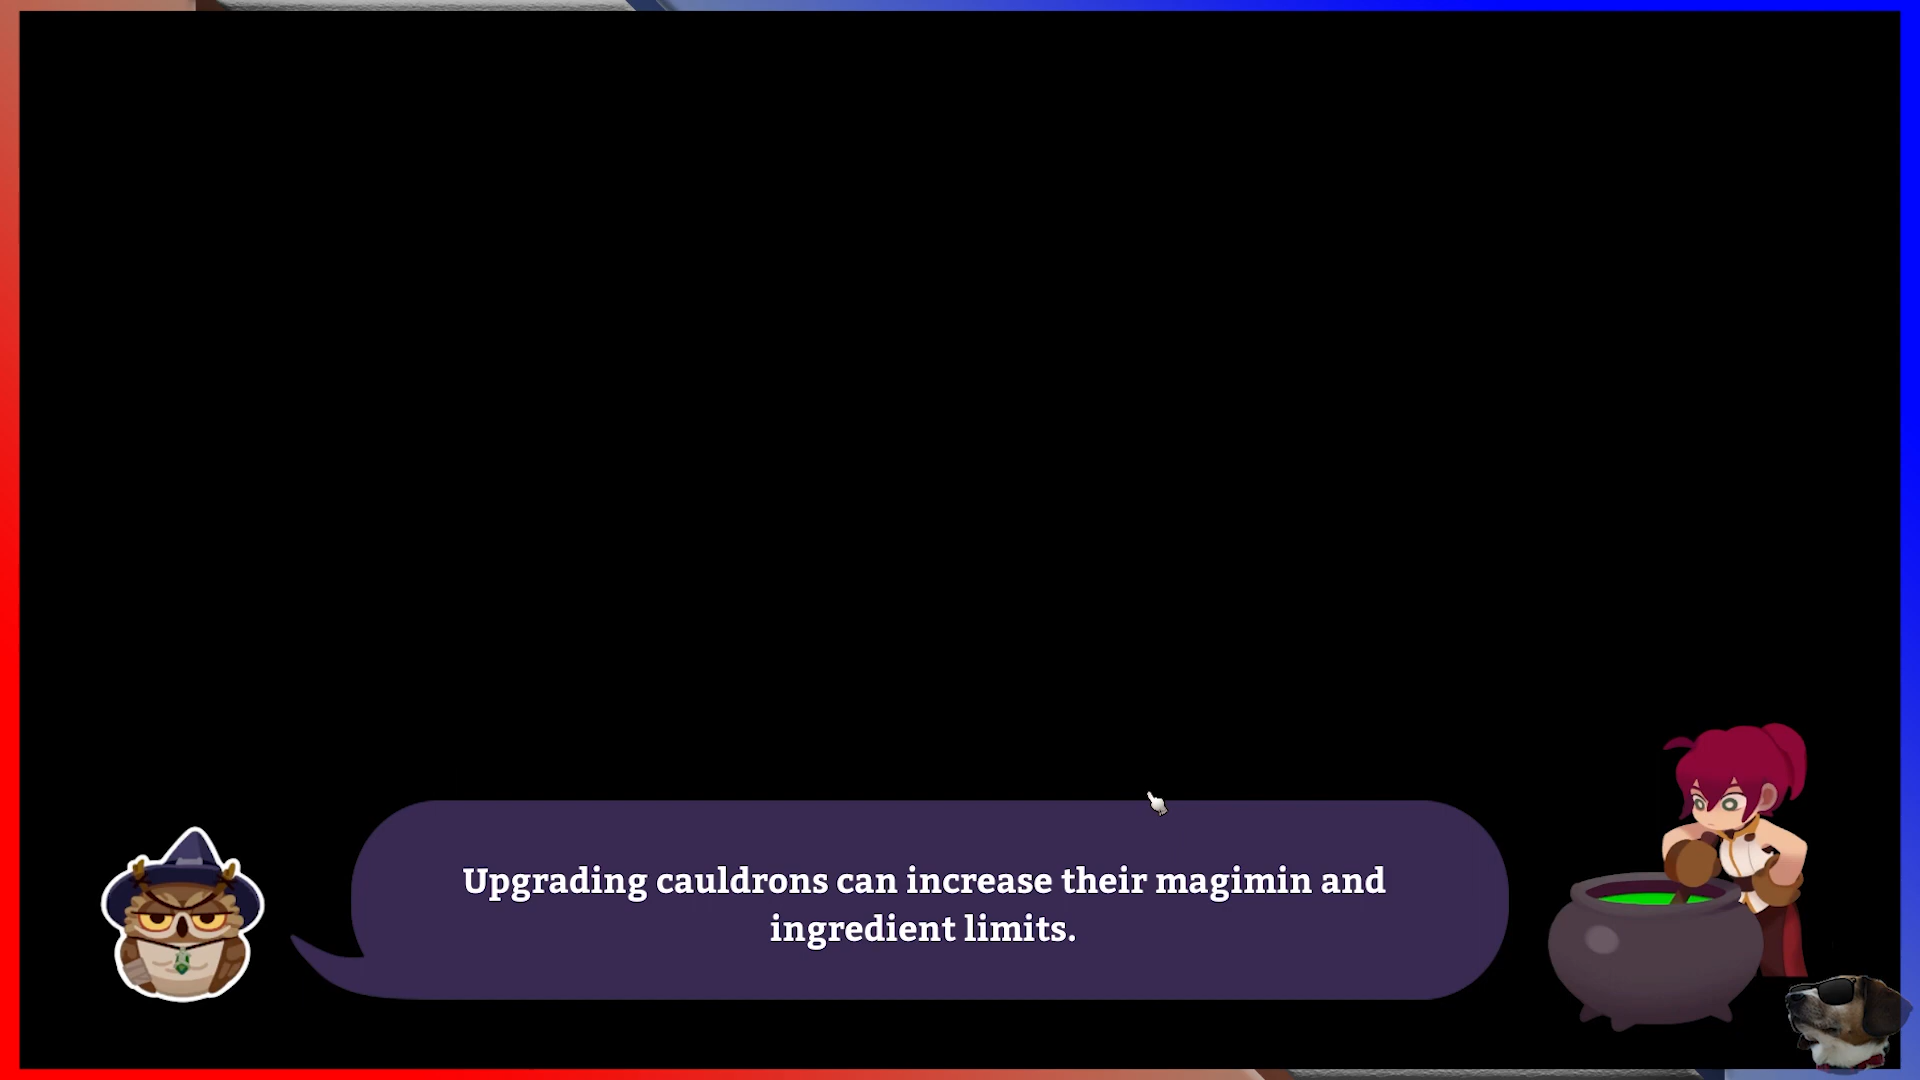 Upgrading cauldrons can increase their magimin and
ingredient limits.